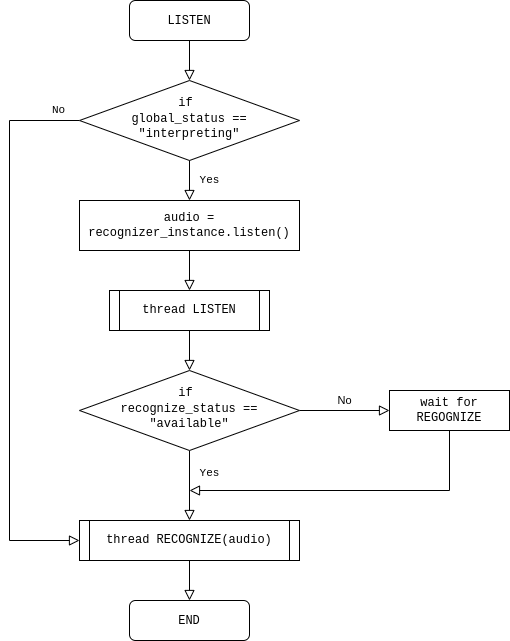 LISTEN
if
global_status ==
"interpreting"
No
Yes
audio =
recognizer_instance.listen()
thread LISTEN
if
recognize_status ==
"available"
No
wait for
REGOGNIZE
Yes
thread RECOGNIZE(audio)
END